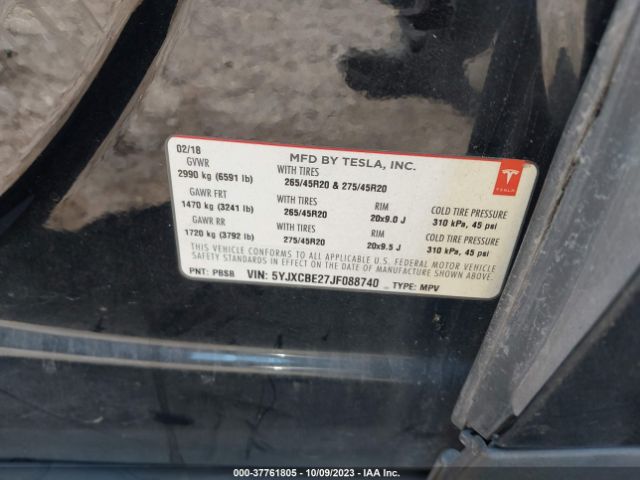 02/18 MFD BY TESLA, INC.
GVWR WITH TIRES
2990 kg (6591 lb) 265/45R20 & 275/45R20
GAWR FRT WITH TIRES RIM COLD TIRE PRESSURE
1470 kg (3241 lb) 265/45R20 20x9.0 J 310 kPa, 45 psi
GAWR RR WITH TIRES RIM COLD TIRE PRESSURE
1720 kg (3792 lb) 275/45R20 20x9.5 J 310 kPa, 45 psi
THIS VEHICLE CONFORMS TO ALL APPLICABLE U.S. FEDERAL MOTOR VEHICLE
SAFETY STANDARDS IN EFFECT ON THE DATE OF MANUFACTURE SHOWN ABOVE.
PNT: PBSB VIN: 5YJXCBE27JF088740 TYPE: MPV
TESLA
000-37761805 - 10/09/2023 - IAA Inc.